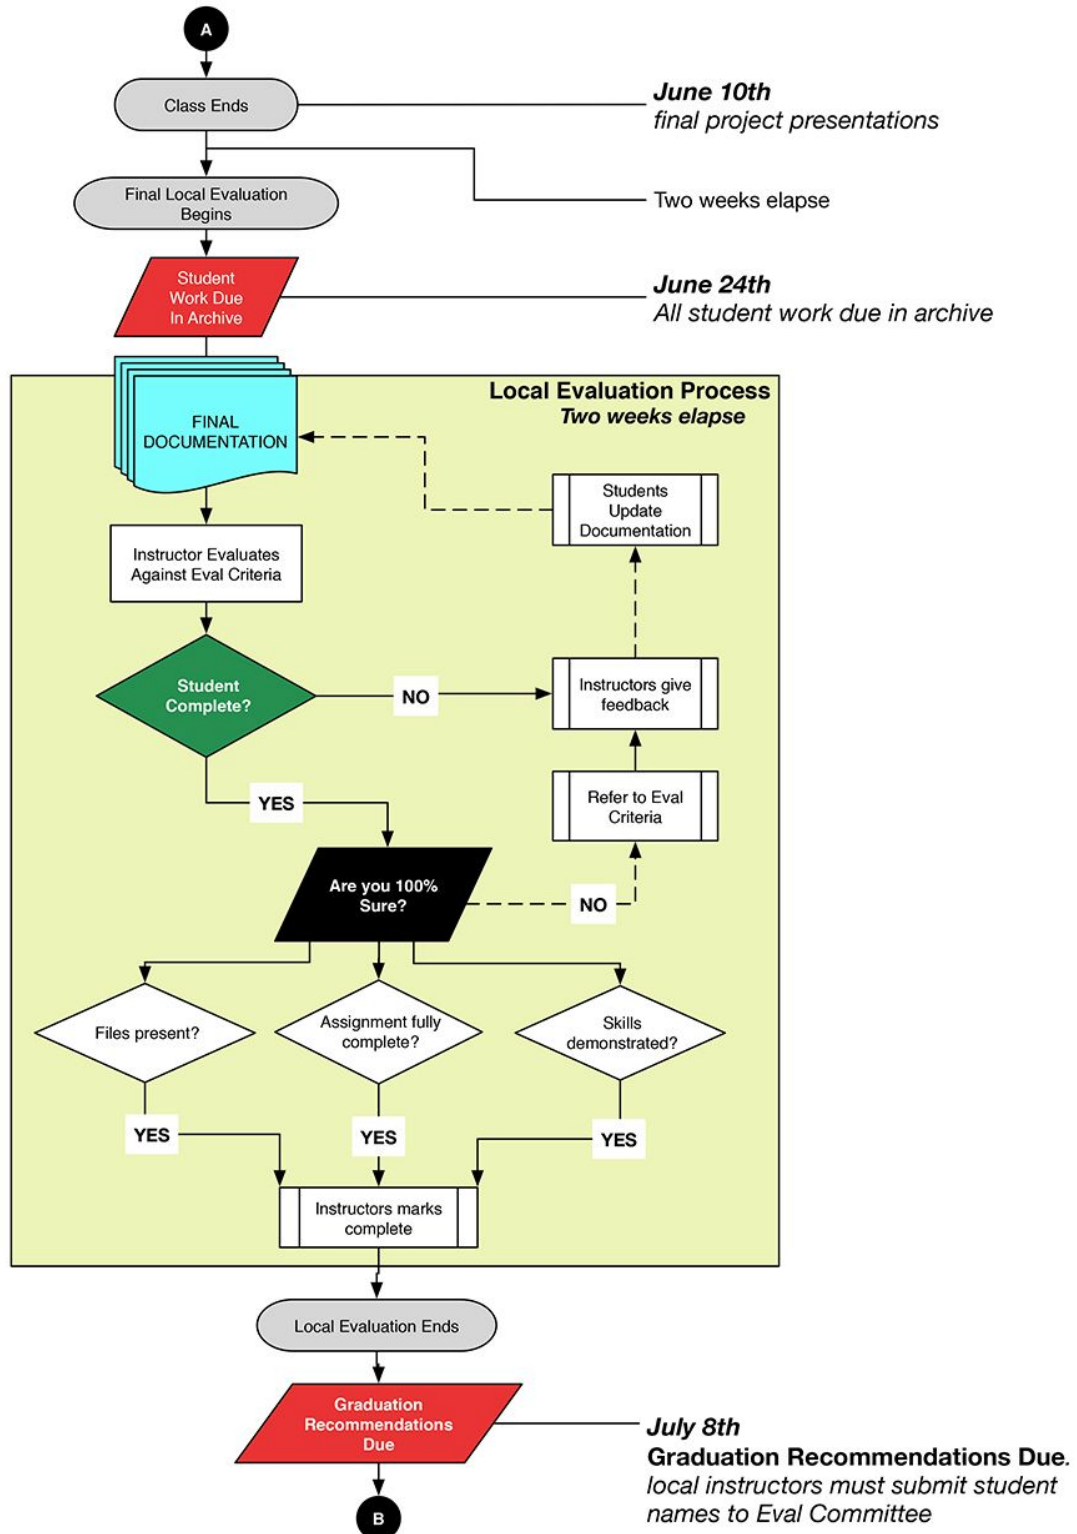 A
Class Ends
June 10th
final project presentations
Final Local Evaluation
Begins
Two weeks elapse
Student
Work Due
In Archive
June 24th
All student work due in archive
Local Evaluation Process
Two weeks elapse
FINAL
DOCUMENTATION
Students
Update
Documentation
Instructor Evaluates
Against Eval Criteria
Student
Complete?
NO
Instructors give
feedback
Refer to Eval
Criteria
YES
Are you 100%
Sure?
NO
Files present?
Assignment fully
complete?
Skills
demonstrated?
YES
YES
YES
Instructors marks
complete
Local Evaluation Ends
Graduation
Recommendations
Due
July 8th
Graduation Recommendations Due.
local instructors must submit student
names to Eval Committee
B